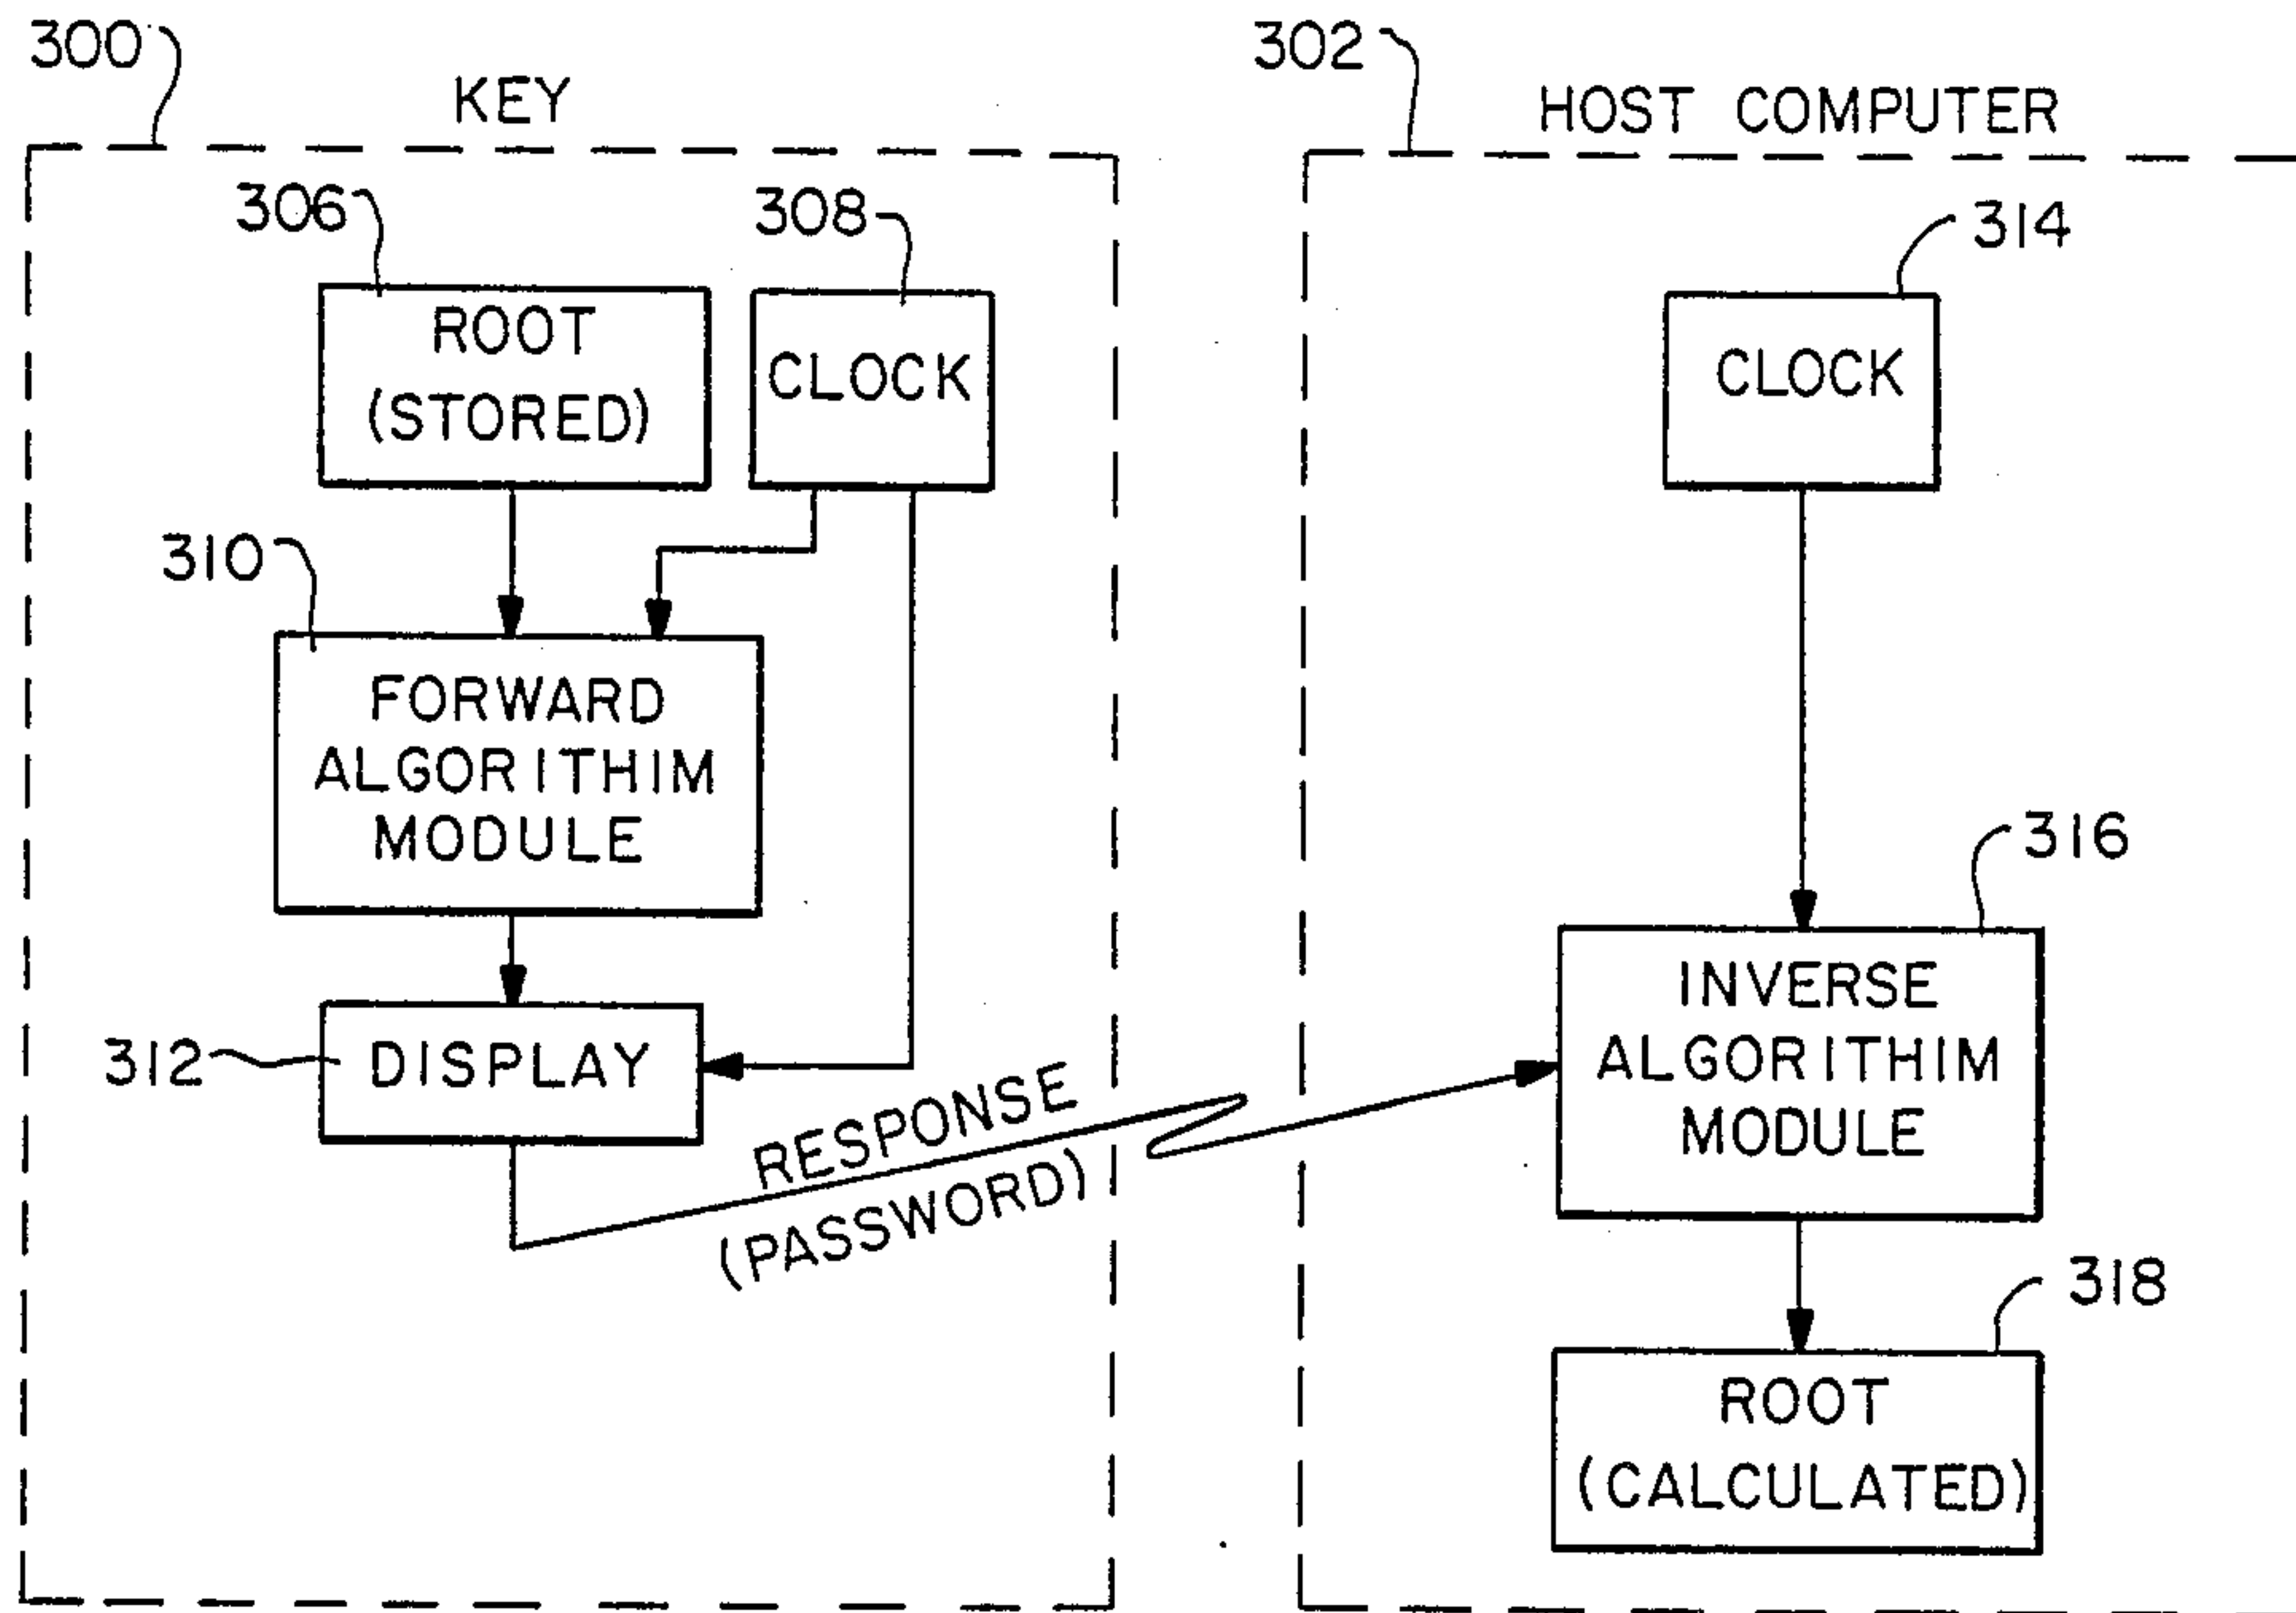 300
KEY
302
HOST COMPUTER
306
308
314
ROOT
(STORED)
CLOCK
CLOCK
310
FORWARD
ALGORITHIM
MODULE
316
312
DISPLAY
INVERSE
ALGORITHIM
MODULE
RESPONSE
(PASSWORD)
318
ROOT
(CALCULATED)